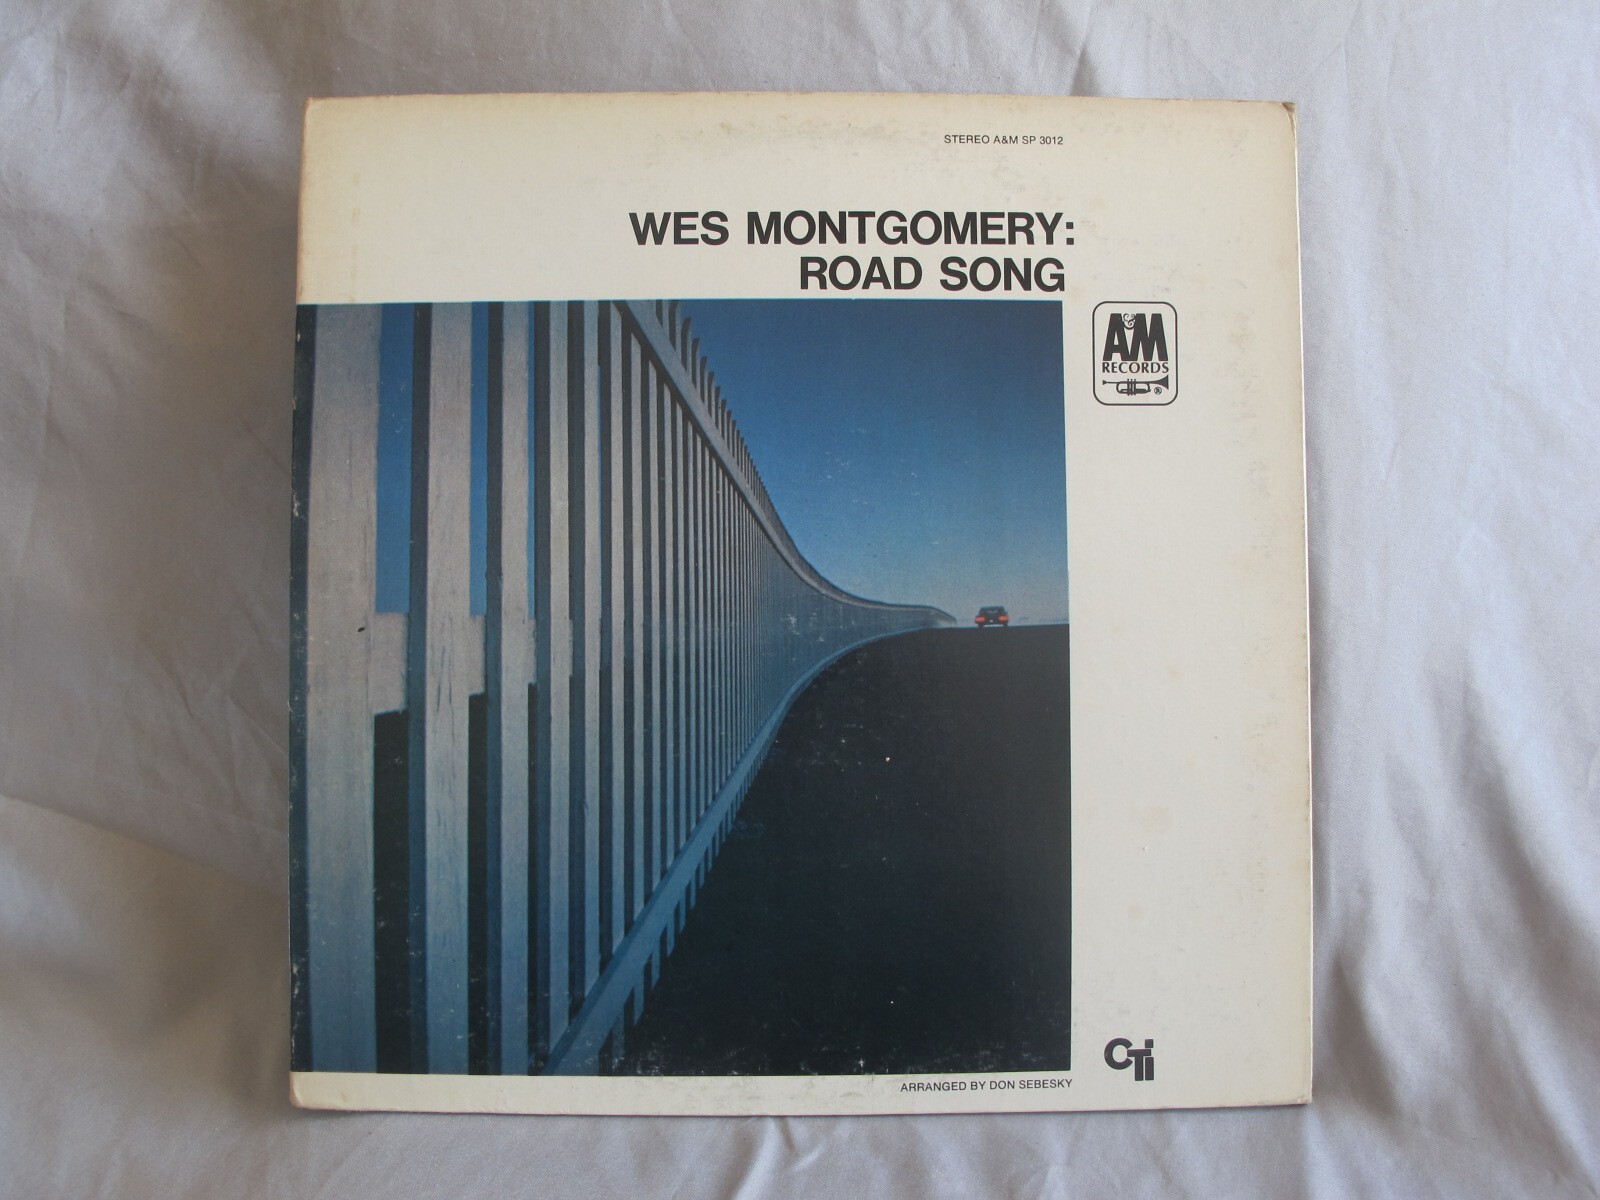 STEREO A&M SP 3012
WES MONTGOMERY:
ROAD SONG
A&M
RECORDS
®
CTi
ARRANGED BY DON SEBESKY